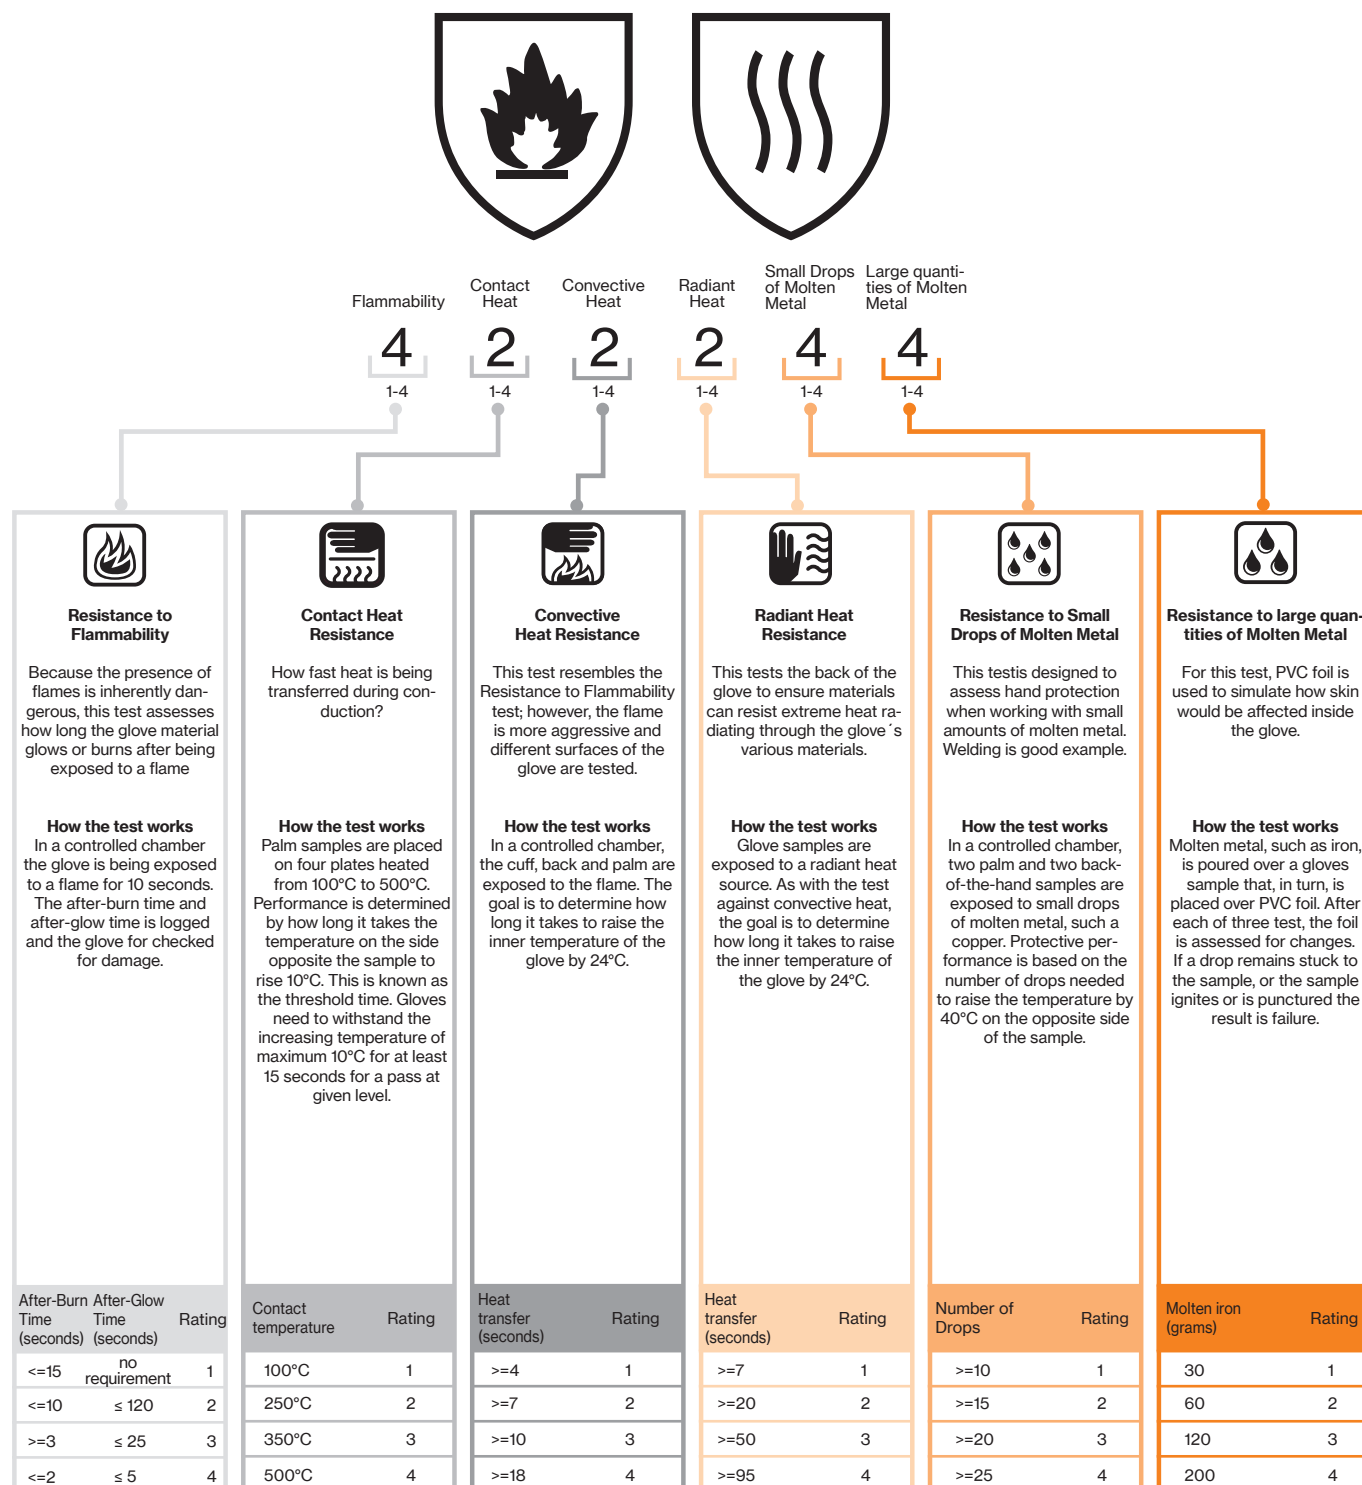 Flammability
Contact
Heat
Convective
Heat
Radiant
Heat
Small Drops
of Molten
Metal
Large quanti-
ties of Molten
Metal
4
2
2
2
4
4
1-4
1-4
1-4
1-4
1-4
1-4
Resistance to
Flammability
Because the presence of
flames is inherently dan-
gerous, this test assesses
how long the glove material
glows or burns after being
exposed to a flame
How the test works
In a controlled chamber
the glove is being exposed
to a flame for 10 seconds.
The after-burn time and
after-glow time is logged
and the glove for checked
for damage.
After-Burn
Time
(seconds)
After-Glow
Time
(seconds)
Rating
<=15
no
requirement
1
<=10
≤ 120
2
>=3
≤ 25
3
<=2
≤ 5
4
Contact Heat
Resistance
How fast heat is being
transferred during con-
duction?
How the test works
Palm samples are placed
on four plates heated
from 100°C to 500°C.
Performance is determined
by how long it takes the
temperature on the side
opposite the sample to
rise 10°C. This is known as
the threshold time. Gloves
need to withstand the
increasing temperature of
maximum 10°C for at least
15 seconds for a pass at
given level.
Contact
temperature
Rating
100°C 1
250°C 2
350°C 3
500°C 4
Convective
Heat Resistance
This test resembles the
Resistance to Flammability
test; however, the flame
is more aggressive and
different surfaces of the
glove are tested.
How the test works
In a controlled chamber,
the cuff, back and palm are
exposed to the flame. The
goal is to determine how
long it takes to raise the
inner temperature of the
glove by 24°C.
Heat
transfer
(seconds)
Rating
>=4 1
>=7 2
>=10 3
>=18 4
Radiant Heat
Resistance
This tests the back of the
glove to ensure materials
can resist extreme heat ra-
diating through the glove´s
various materials.
How the test works
Glove samples are
exposed to a radiant heat
source. As with the test
against convective heat,
the goal is to determine
how long it takes to raise
the inner temperature of
the glove by 24°C.
Heat
transfer
(seconds)
Rating
>=7 1
>=20 2
>=50 3
>=95 4
Resistance to Small
Drops of Molten Metal
This testis designed to
assess hand protection
when working with small
amounts of molten metal.
Welding is good example.
How the test works
In a controlled chamber,
two palm and two back-
of-the-hand samples are
exposed to small drops
of molten metal, such a
copper. Protective per-
formance is based on the
number of drops needed
to raise the temperature by
40°C on the opposite side
of the sample.
Number of
Drops
Rating
>=10 1
>=15 2
>=20 3
>=25 4
Resistance to large quan-
tities of Molten Metal
For this test, PVC foil is
used to simulate how skin
would be affected inside
the glove.
How the test works
Molten metal, such as iron,
is poured over a gloves
sample that, in turn, is
placed over PVC foil. After
each of three test, the foil
is assessed for changes.
If a drop remains stuck to
the sample, or the sample
ignites or is punctured the
result is failure.
Molten iron
(grams)
Rating
30 1
60 2
120 3
200 4